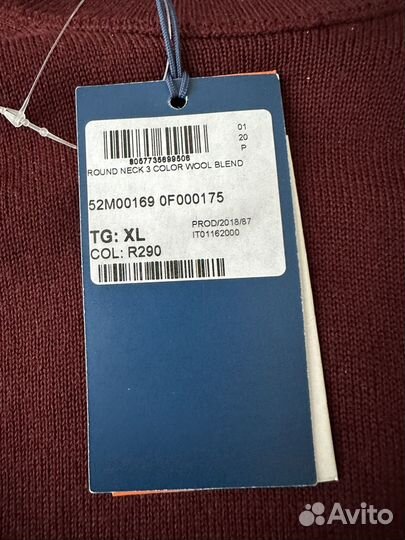 01
20
P
8057735699506
ROUND NECK 3 COLOR WOOL BLEND
52M00169 0F000175
PROD/2018/87
TG: XL
IT01162000
COL: R290
Avito